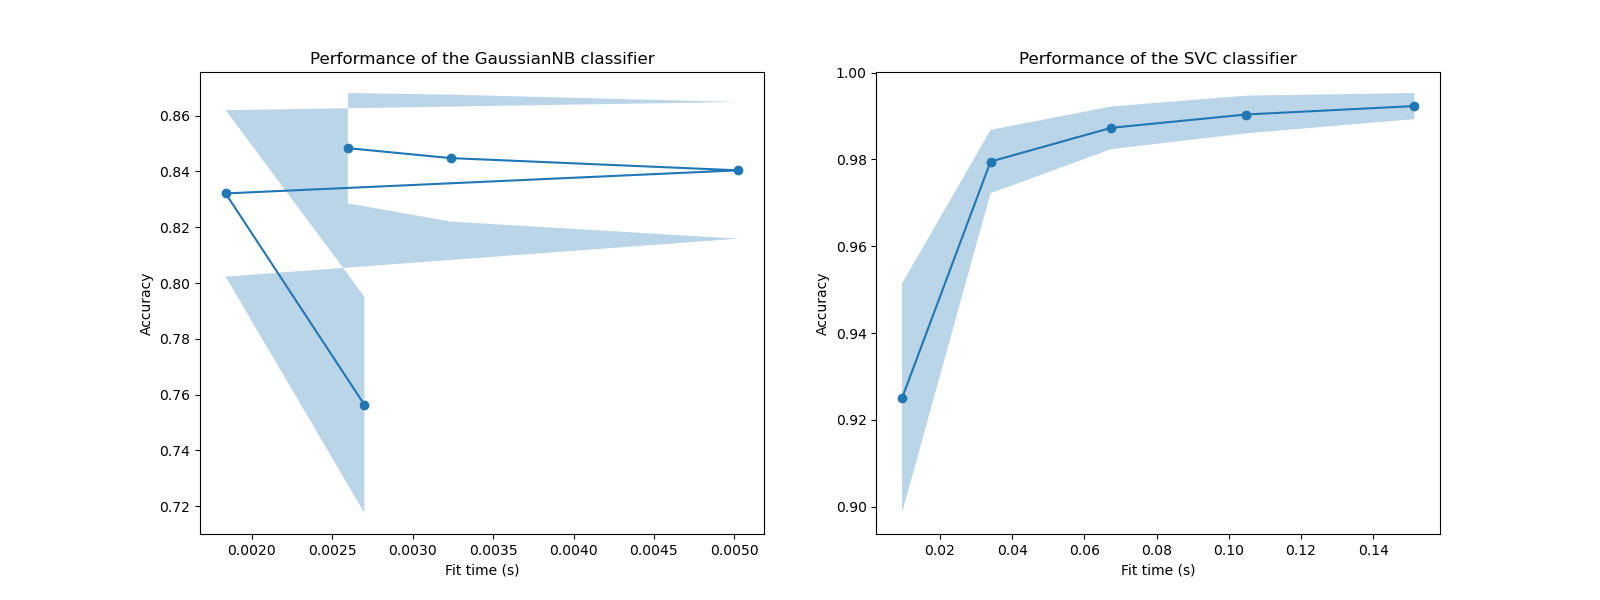 Performance of the GaussianNB classifier
Accuracy
0.86
0.84
0.82
0.80
0.78
0.76
0.74
0.72
0.0020 0.0025 0.0030 0.0035 0.0040 0.0045 0.0050
Fit time (s)
Performance of the SVC classifier
Accuracy
1.00
0.98
0.96
0.94
0.92
0.90
0.02 0.04 0.06 0.08 0.10 0.12 0.14
Fit time (s)